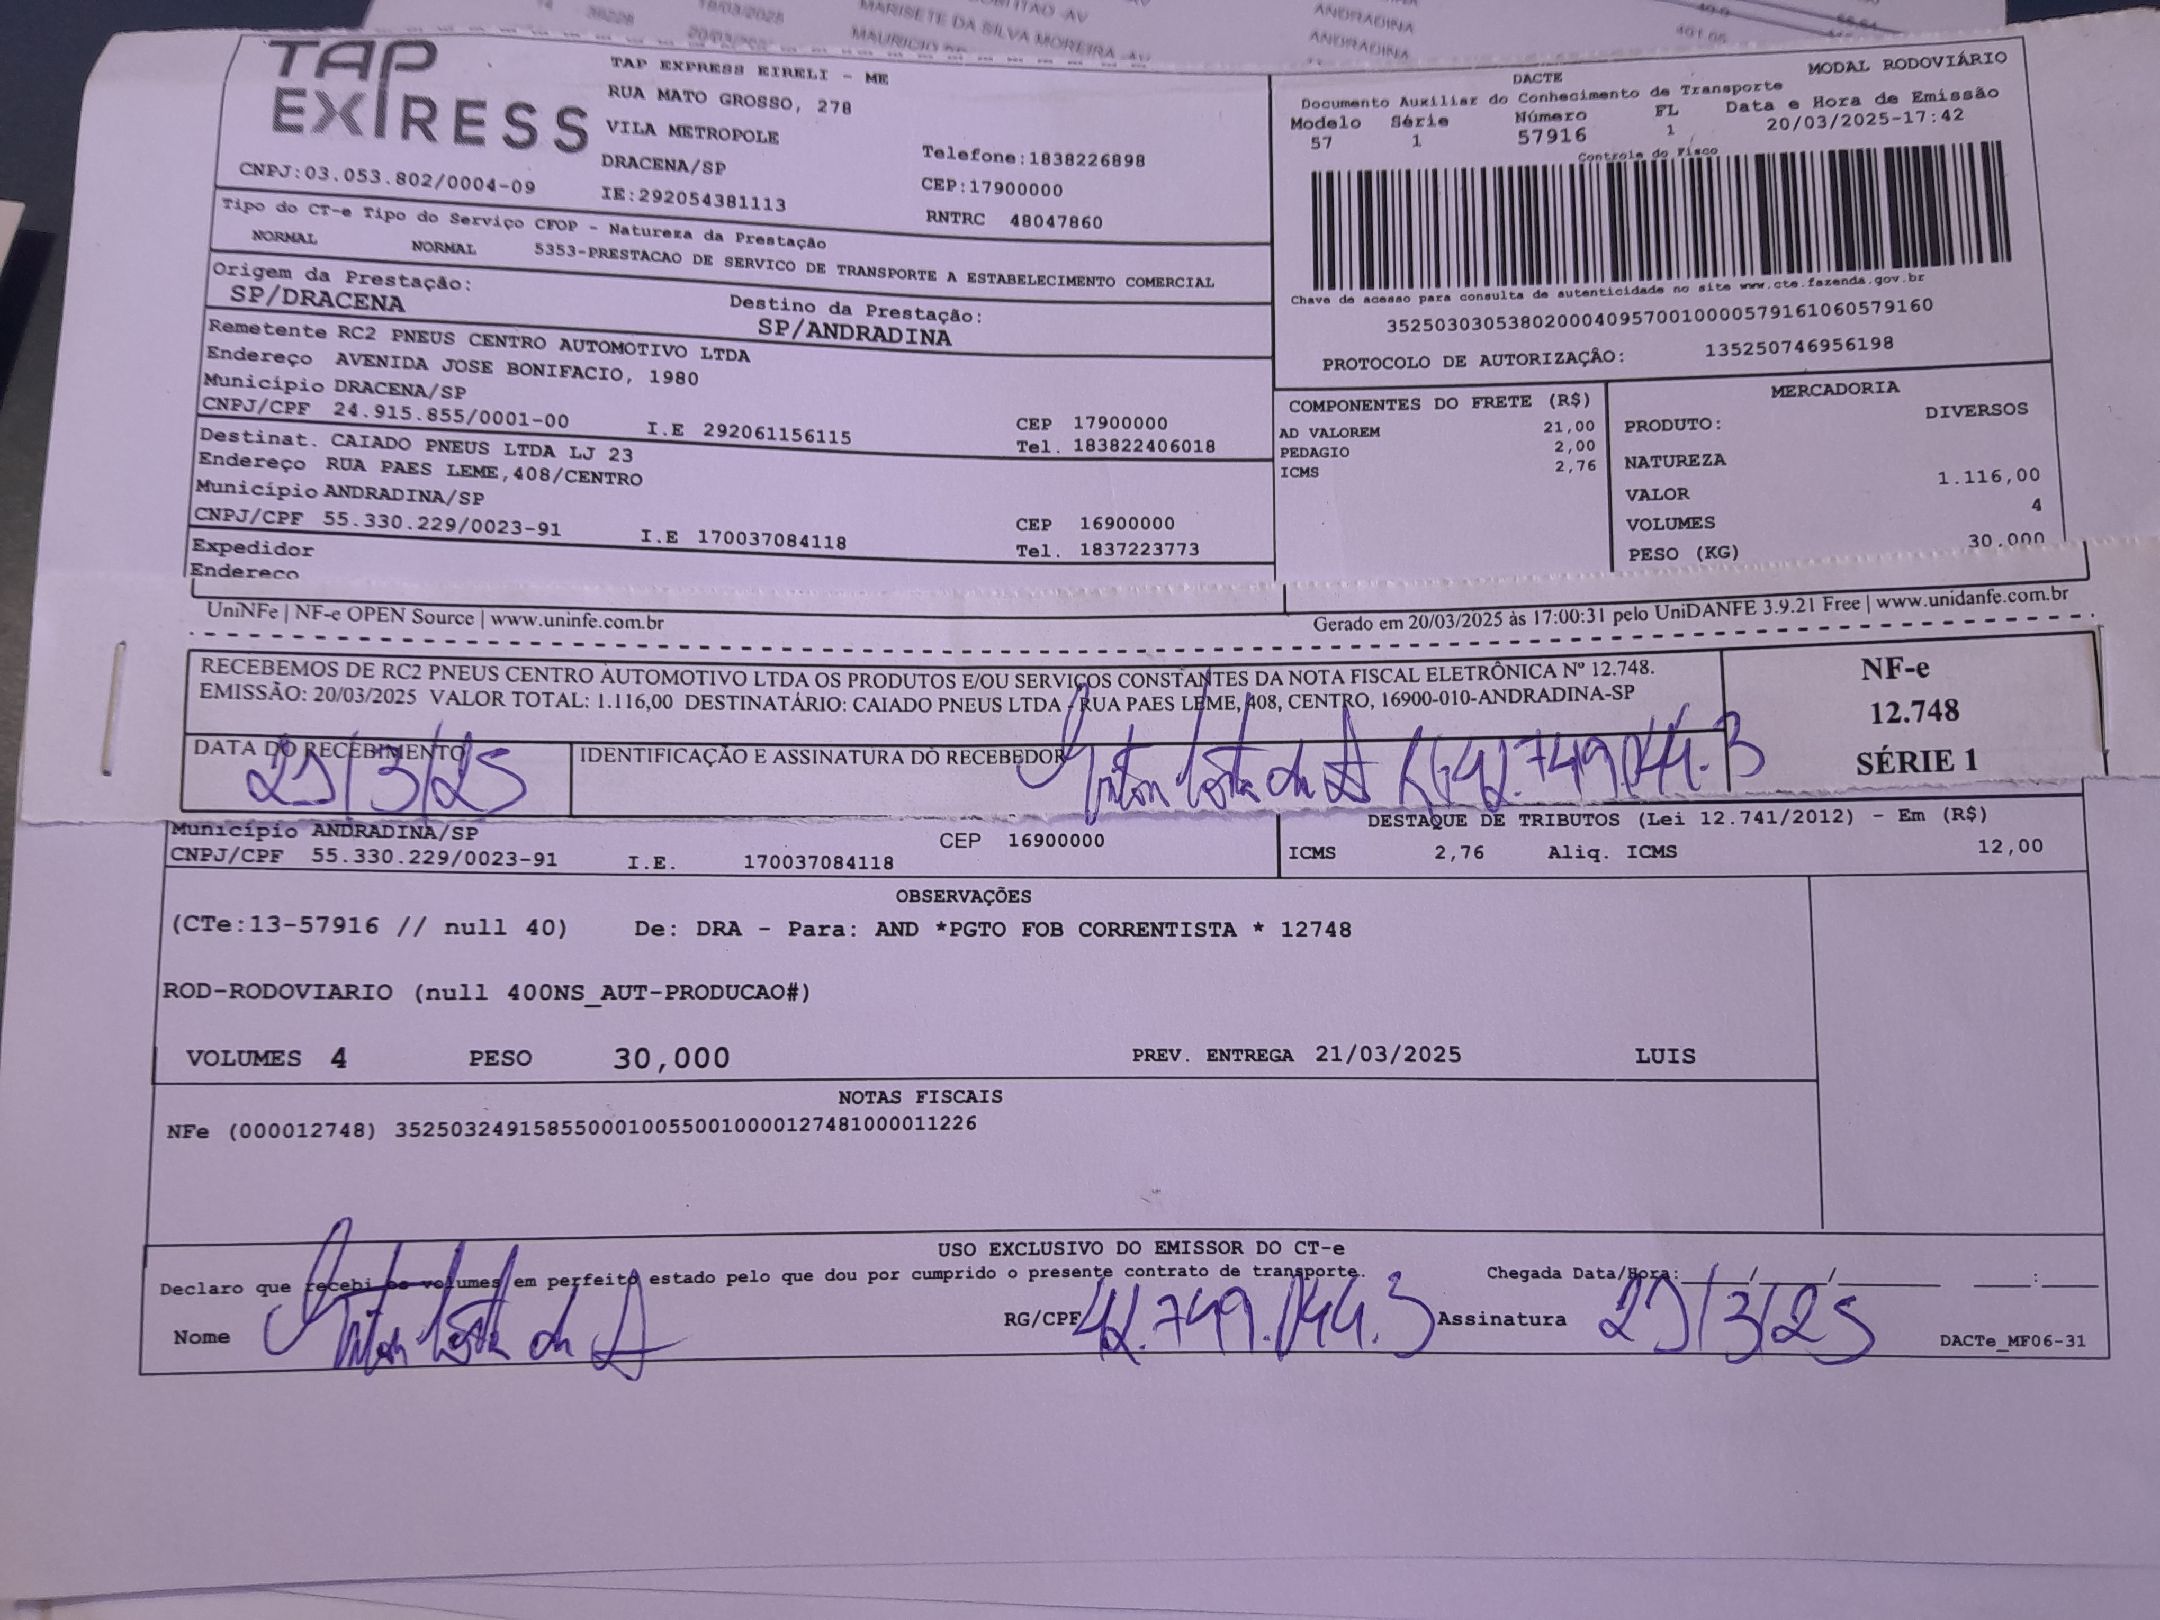 18/03/2025
MARISETE DA SILVA MOREIRA -AV
ANDRADINA
ANDRADINA
TAP
EXPRESS
TAP EXPRESS EIRELI - ME
RUA MATO GROSSO, 278
VILA METROPOLE
DRACENA/SP
Telefone:1838226898
CEP:17900000
CNPJ:03.053.802/0004-09
IE:292054381113
RNTRC 48047860
DACTE
MODAL RODOVIÁRIO
Documento Auxiliar do Conhecimento de Transporte
Modelo Série Número FL Data e Hora de Emissão
57 1 57916 1 20/03/2025-17:42
Controle do Fisco
Chave de acesso para consulta de autenticidade no site www.cte.fazenda.gov.br
35250303053802000409570010000579161060579160
PROTOCOLO DE AUTORIZAÇÃO: 135250746956198
Tipo do CT-e Tipo do Serviço CFOP - Natureza da Prestação
NORMAL NORMAL 5353-PRESTACAO DE SERVICO DE TRANSPORTE A ESTABELECIMENTO COMERCIAL
Origem da Prestação:
SP/DRACENA
Destino da Prestação:
SP/ANDRADINA
Remetente RC2 PNEUS CENTRO AUTOMOTIVO LTDA
Endereço AVENIDA JOSE BONIFACIO, 1980
Município DRACENA/SP
CEP 17900000
CNPJ/CPF 24.915.855/0001-00 I.E 292061156115 Tel. 183822406018
Destinat. CAIADO PNEUS LTDA LJ 23
Endereço RUA PAES LEME,408/CENTRO
Município ANDRADINA/SP
CEP 16900000
CNPJ/CPF 55.330.229/0023-91 I.E 170037084118 Tel. 1837223773
Expedidor
Endereco
COMPONENTES DO FRETE (R$)
AD VALOREM 21,00
PEDAGIO 2,00
ICMS 2,76
MERCADORIA
PRODUTO: DIVERSOS
NATUREZA
VALOR 1.116,00
VOLUMES 4
PESO (KG) 30,000
UniNFe | NF-e OPEN Source | www.uninfe.com.br
Gerado em 20/03/2025 às 17:00:31 pelo UniDANFE 3.9.21 Free | www.unidanfe.com.br
RECEBEMOS DE RC2 PNEUS CENTRO AUTOMOTIVO LTDA OS PRODUTOS E/OU SERVIÇOS CONSTANTES DA NOTA FISCAL ELETRÔNICA Nº 12.748.
EMISSÃO: 20/03/2025 VALOR TOTAL: 1.116,00 DESTINATÁRIO: CAIADO PNEUS LTDA - RUA PAES LEME, 408, CENTRO, 16900-010-ANDRADINA-SP
NF-e
12.748
SÉRIE 1
DATA DO RECEBIMENTO
IDENTIFICAÇÃO E ASSINATURA DO RECEBEDOR
Município ANDRADINA/SP CEP 16900000
CNPJ/CPF 55.330.229/0023-91 I.E. 170037084118
DESTAQUE DE TRIBUTOS (Lei 12.741/2012) - Em (R$)
ICMS 2,76 Aliq. ICMS 12,00
OBSERVAÇÕES
(CTe:13-57916 // null 40) De: DRA - Para: AND *PGTO FOB CORRENTISTA * 12748
ROD-RODOVIARIO (null 400NS_AUT-PRODUCAO#)
VOLUMES 4 PESO 30,000 PREV. ENTREGA 21/03/2025 LUIS
NOTAS FISCAIS
NFe (000012748) 35250324915855000100550010000127481000011226
USO EXCLUSIVO DO EMISSOR DO CT-e
Declaro que recebi os volumes em perfeito estado pelo que dou por cumprido o presente contrato de transporte.
Chegada Data/Hora:____/____/____ ___:___
Nome
RG/CPF 42.749.044.3 Assinatura
DACTe_MF06-31